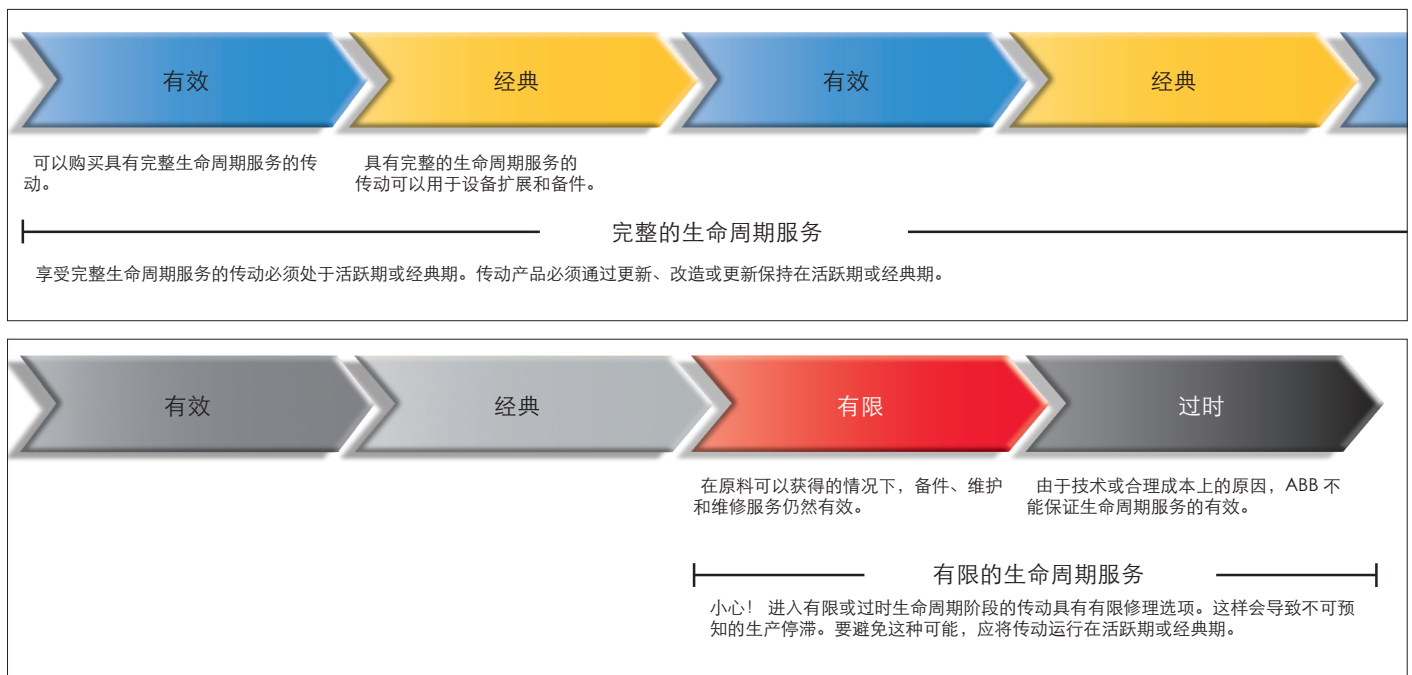 有效
经典
有效
经典
可以购买具有完整生命周期服务的传
动。
具有完整的生命周期服务的
传动可以用于设备扩展和备件。
完整的生命周期服务
享受完整生命周期服务的传动必须处于活跃期或经典期。传动产品必须通过更新、改造或更新保持在活跃期或经典期。
有效
经典
有限
过时
在原料可以获得的情况下，备件、维护
和维修服务仍然有效。
由于技术或合理成本上的原因，ABB 不
能保证生命周期服务的有效。
有限的生命周期服务
小心！ 进入有限或过时生命周期阶段的传动具有有限修理选项。这样会导致不可预
知的生产停滞。要避免这种可能，应将传动运行在活跃期或经典期。